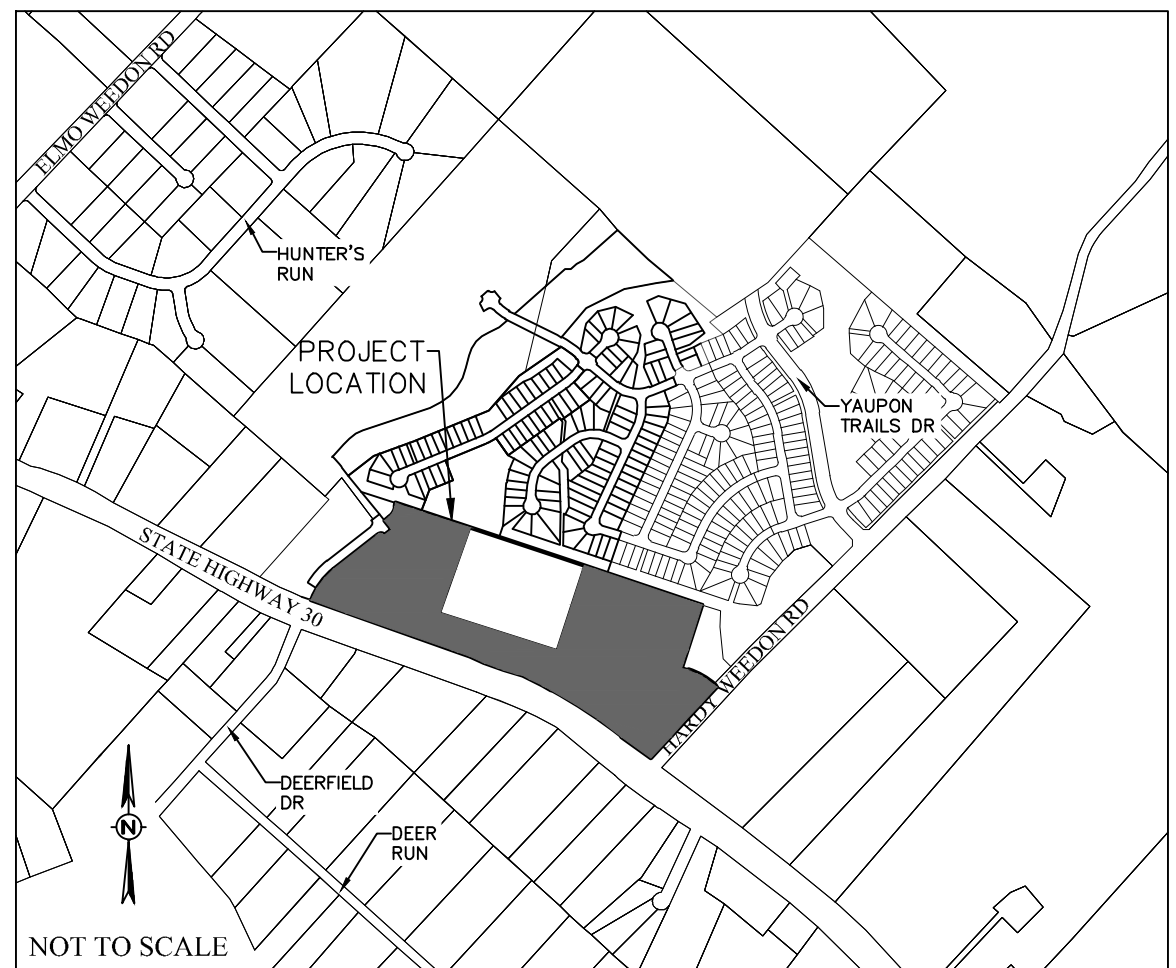 ELMO WEEDON RD
HUNTER'S
RUN
PROJECT
LOCATION
YAUPON
TRAILS DR
STATE HIGHWAY 30
HARDY WEEDON RD
DEERFIELD
DR
DEER
RUN
N
NOT TO SCALE